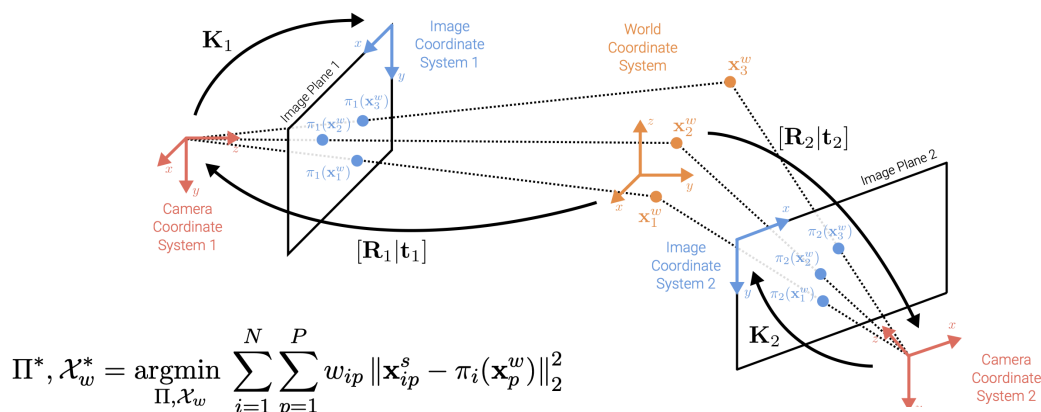 K₁
Image
Coordinate
System 1
x
y
Image Plane 1
π₁(x₃ʷ)
π₁(x₂ʷ)
π₁(x₁ʷ)
z
x
y
Camera
Coordinate
System 1
[R₁|t₁]
World
Coordinate
System
x₃ʷ
x₂ʷ
x₁ʷ
z
y
x
[R₂|t₂]
Image Plane 2
x
y
Image
Coordinate
System 2
π₂(x₃ʷ)
π₂(x₂ʷ)
π₂(x₁ʷ)
K₂
z
x
Camera
Coordinate
System 2
Π*, 𝒳*_w = argmin_{Π,𝒳_w} ∑_{i=1}^{N} ∑_{p=1}^{P} w_{ip} ‖x^s_{ip} − π_i(x^w_p)‖²₂